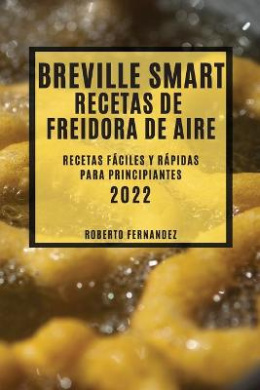 BREVILLE SMART
RECETAS DE
FREIDORA DE AIRE
RECETAS FÁCILES Y RÁPIDAS
PARA PRINCIPIANTES
2022
ROBERTO FERNANDEZ